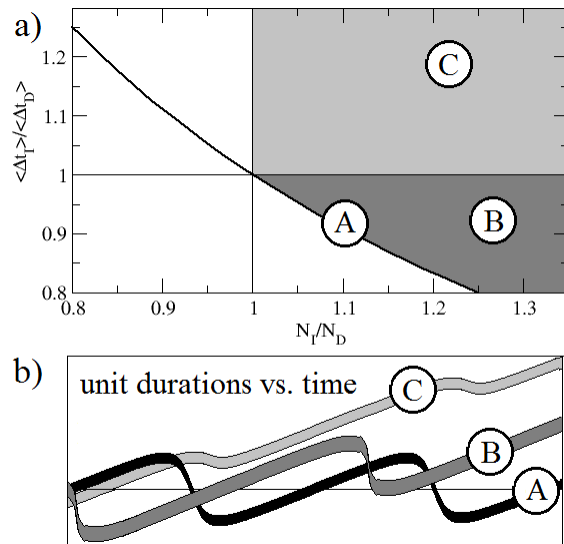 a)
<Δt_I>/<Δt_D>
1.2
1.1
1
0.9
0.8
C
B
A
0.8
0.9
1
1.1
1.2
1.3
N_I/N_D
b)
unit durations vs. time
C
B
A